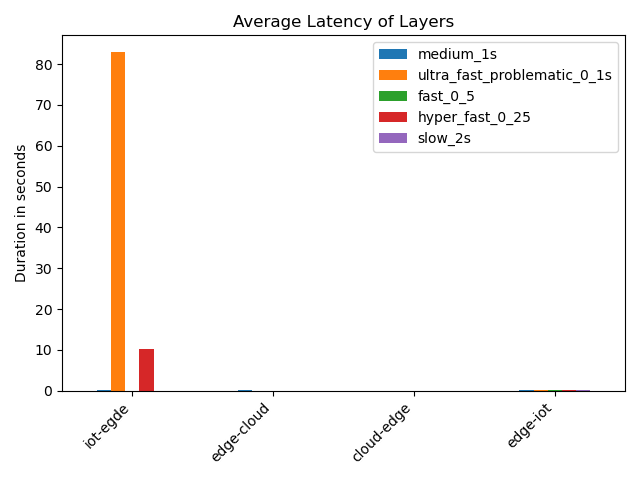 Average Latency of Layers
Duration in seconds
80
70
60
50
40
30
20
10
0
medium_1s
ultra_fast_problematic_0_1s
fast_0_5
hyper_fast_0_25
slow_2s
iot-egde
edge-cloud
cloud-edge
edge-iot